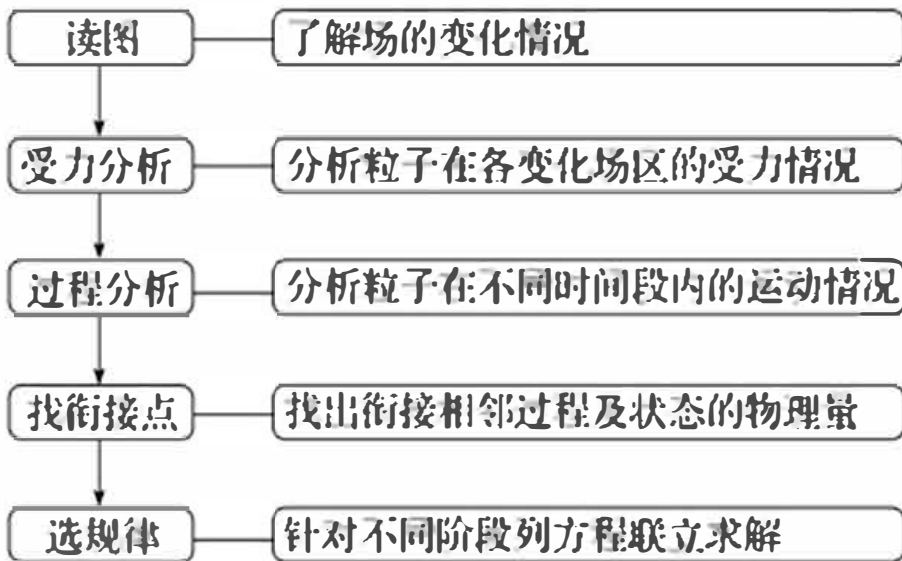 读图
了解场的变化情况
受力分析
分析粒子在各变化场区的受力情况
过程分析
分析粒子在不同时间段内的运动情况
找衔接点
找出衔接相邻过程及状态的物理量
选规律
针对不同阶段列方程联立求解